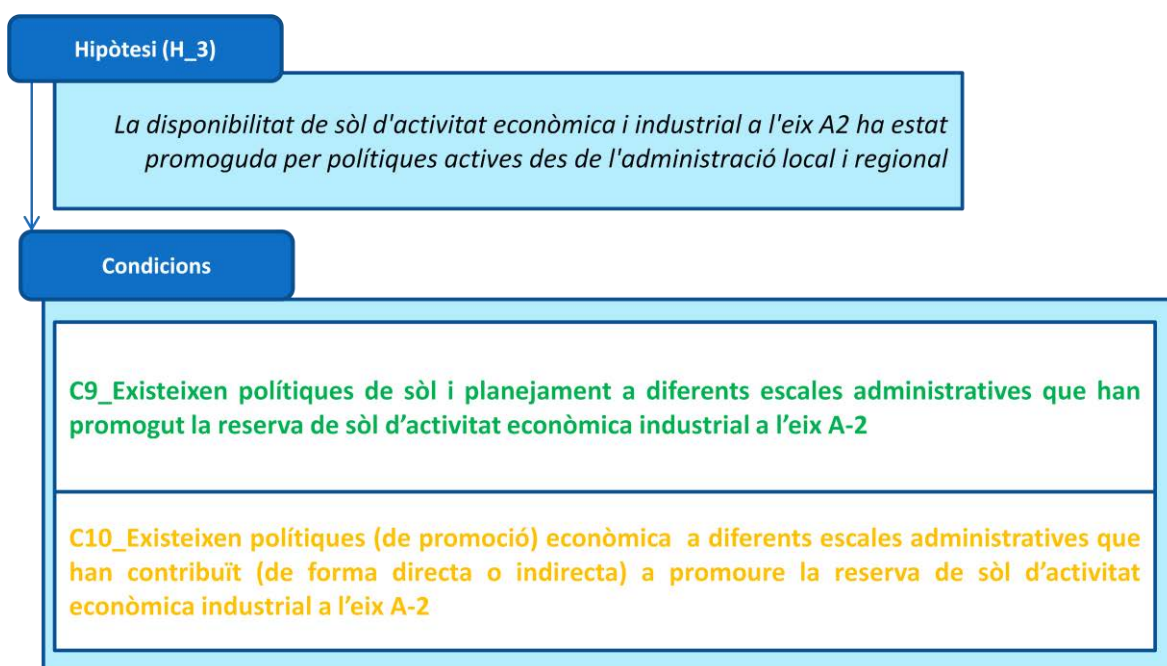 Hipòtesi (H_3)
La disponibilitat de sòl d'activitat econòmica i industrial a l'eix A2 ha estat
promoguda per polítiques actives des de l'administració local i regional
Condicions
C9_Existeixen polítiques de sòl i planejament a diferents escales administratives que han
promogut la reserva de sòl d’activitat econòmica industrial a l’eix A-2
C10_Existeixen polítiques (de promoció) econòmica a diferents escales administratives que
han contribuït (de forma directa o indirecta) a promoure la reserva de sòl d’activitat
econòmica industrial a l’eix A-2